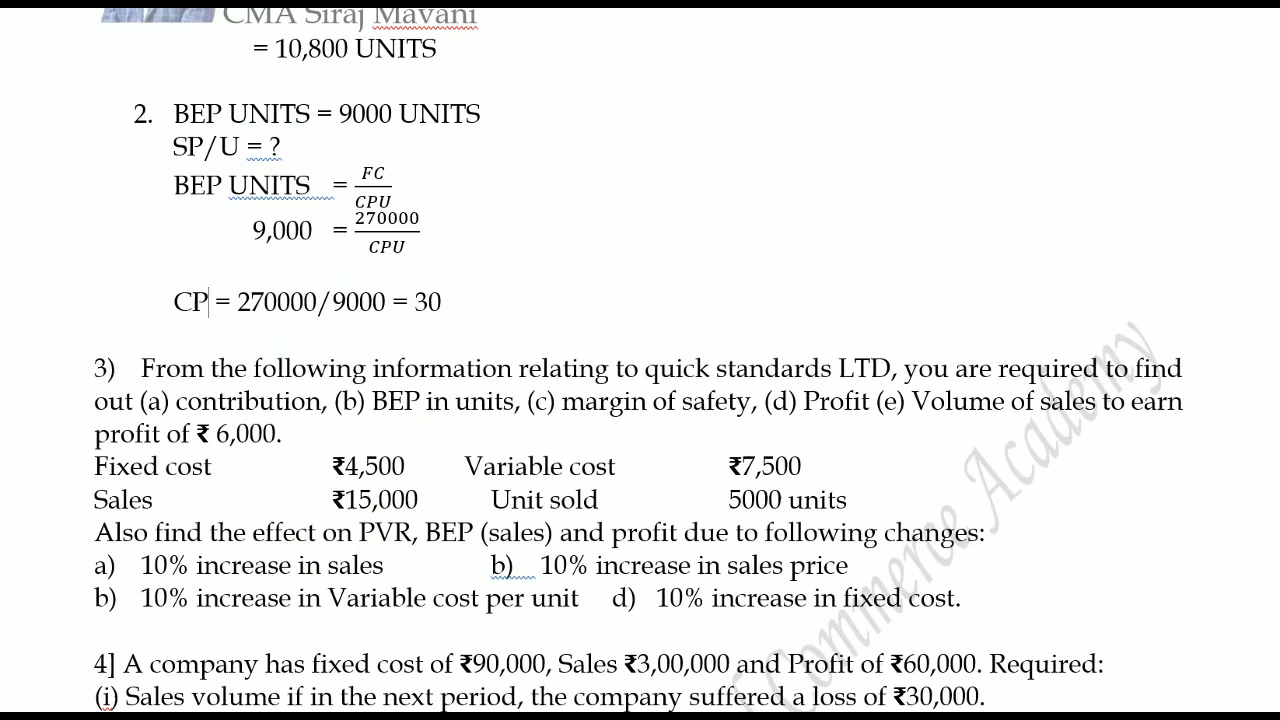 CMA Siraj Mavani
= 10,800 UNITS
2. BEP UNITS = 9000 UNITS
SP/U = ?
BEP UNITS = FC/CPU
9,000 = 270000/CPU
CP = 270000/9000 = 30
3) From the following information relating to quick standards LTD, you are required to find
out (a) contribution, (b) BEP in units, (c) margin of safety, (d) Profit (e) Volume of sales to earn
profit of ₹ 6,000.
Fixed cost ₹4,500 Variable cost ₹7,500
Sales ₹15,000 Unit sold 5000 units
Also find the effect on PVR, BEP (sales) and profit due to following changes:
a) 10% increase in sales b) 10% increase in sales price
b) 10% increase in Variable cost per unit d) 10% increase in fixed cost.
4] A company has fixed cost of ₹90,000, Sales ₹3,00,000 and Profit of ₹60,000. Required:
(i) Sales volume if in the next period, the company suffered a loss of ₹30,000.
Commerce Academy